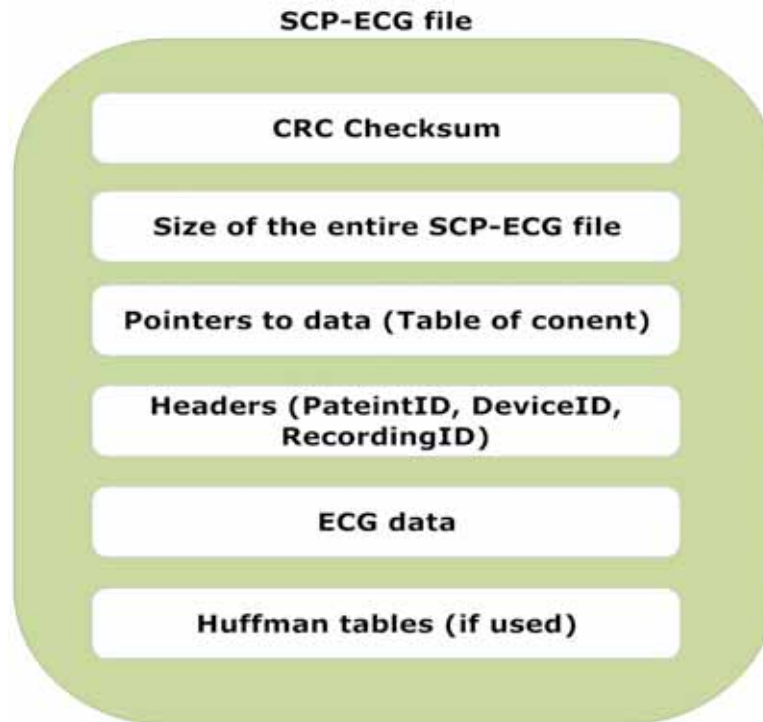 SCP-ECG file
CRC Checksum
Size of the entire SCP-ECG file
Pointers to data (Table of conent)
Headers (PateintID, DeviceID,
RecordingID)
ECG data
Huffman tables (if used)